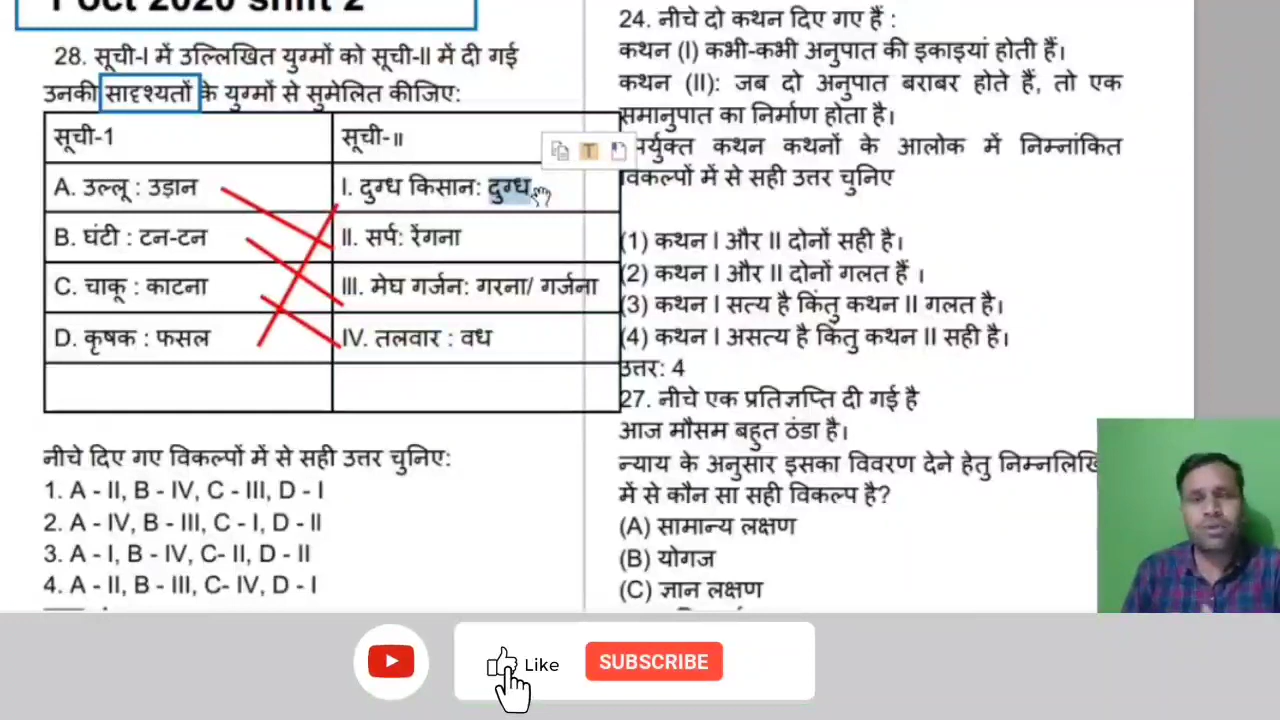 1 Oct 2020 shift 2
28. सूची-I में उल्लिखित युग्मों को सूची-II में दी गई
उनकी सादृश्यतों के युग्मों से सुमेलित कीजिए:
सूची-1
सूची-II
A. उल्लू : उड़ान
I. दुग्ध किसान: दुग्ध
B. घंटी : टन-टन
II. सर्प: रेंगना
C. चाकू : काटना
III. मेघ गर्जन: गरना/ गर्जना
D. कृषक : फसल
IV. तलवार : वध
नीचे दिए गए विकल्पों में से सही उत्तर चुनिए:
1. A - II, B - IV, C - III, D - I
2. A - IV, B - III, C - I, D - II
3. A - I, B - IV, C- II, D - II
4. A - II, B - III, C- IV, D - I
24. नीचे दो कथन दिए गए हैं :
कथन (I) कभी-कभी अनुपात की इकाइयां होती हैं।
कथन (II): जब दो अनुपात बराबर होते हैं, तो एक
समानुपात का निर्माण होता है।
कथन कथनों के आलोक में निम्नांकित
विकल्पों में से सही उत्तर चुनिए
(1) कथन I और II दोनों सही है।
(2) कथन I और II दोनों गलत हैं ।
(3) कथन I सत्य है किंतु कथन II गलत है।
(4) कथन I असत्य है किंतु कथन II सही है।
उत्तर: 4
27. नीचे एक प्रतिज्ञप्ति दी गई है
आज मौसम बहुत ठंडा है।
न्याय के अनुसार इसका विवरण देने हेतु
में से कौन सा सही विकल्प है?
(A) सामान्य लक्षण
(B) योगज
(C) ज्ञान लक्षण
Like
SUBSCRIBE